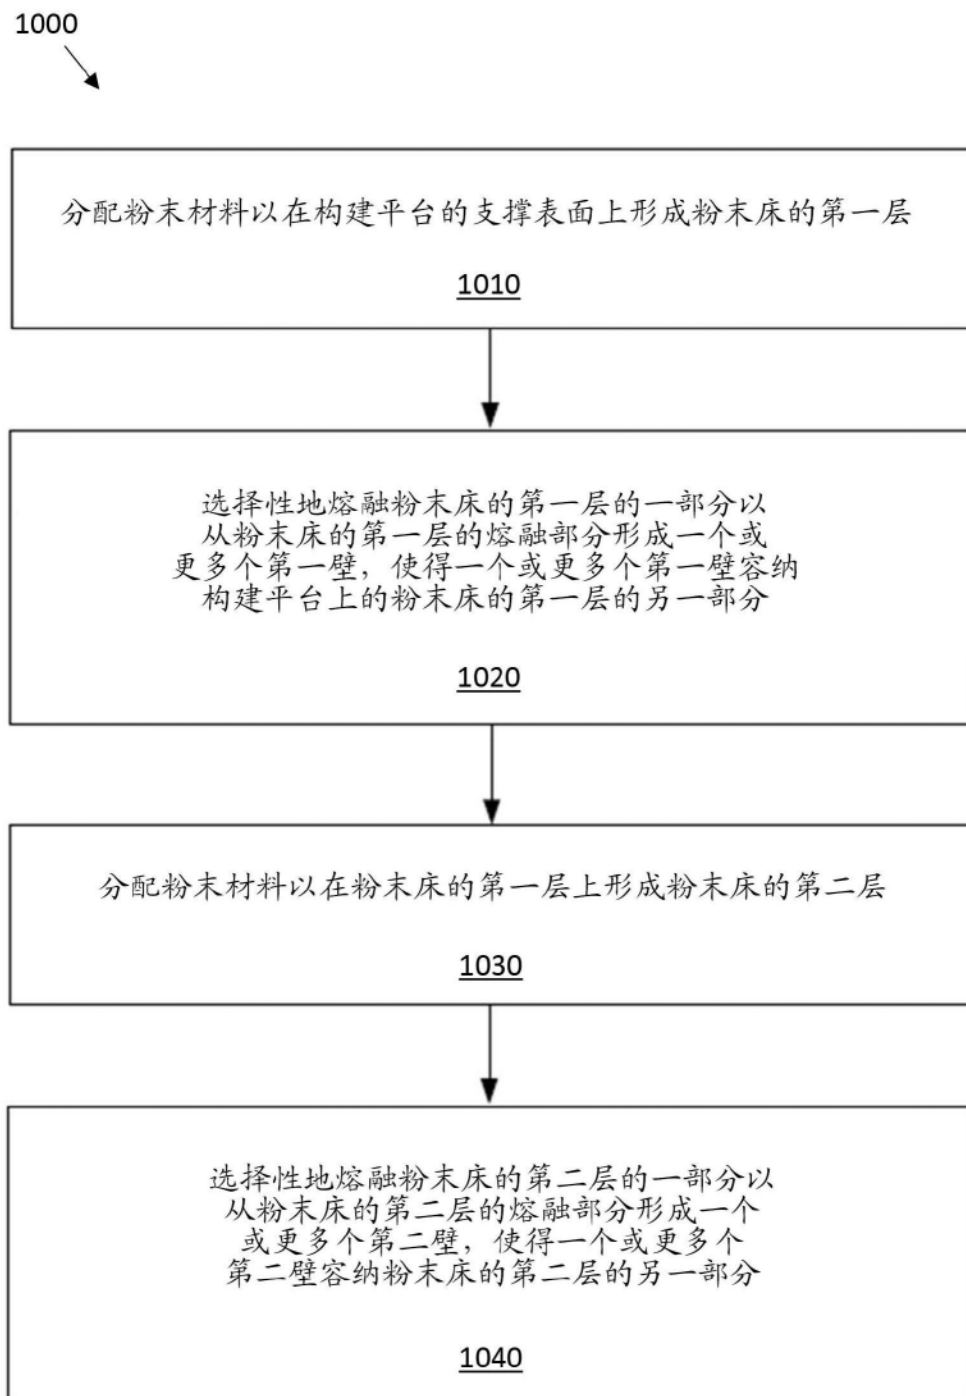 1000
分配粉末材料以在构建平台的支撑表面上形成粉末床的第一层
1010
选择性地熔融粉末床的第一层的一部分以
从粉末床的第一层的熔融部分形成一个或
更多个第一壁，使得一个或更多个第一壁容纳
构建平台上的粉末床的第一层的另一部分
1020
分配粉末材料以在粉末床的第一层上形成粉末床的第二层
1030
选择性地熔融粉末床的第二层的一部分以
从粉末床的第二层的熔融部分形成一个
或更多个第二壁，使得一个或更多个
第二壁容纳粉末床的第二层的另一部分
1040